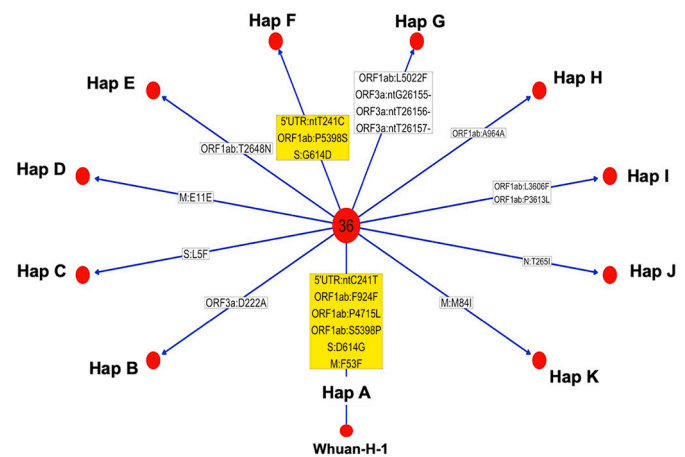 Hap F
Hap G
Hap E
Hap H
ORF1ab:L5022F
ORF3a:ntG26155-
ORF3a:ntT26156-
ORF3a:ntT26157-
5'UTR:ntT241C
ORF1ab:P5398S
S:G614D
ORF1ab:A964A
ORF1ab:T2648N
Hap D
Hap I
ORF1ab:L3606F
ORF1ab:P3613L
M:E11E
36
Hap C
S:L5F
N:T265I
Hap J
ORF3a:D222A
5'UTR:ntC241T
ORF1ab:F924F
ORF1ab:P4715L
ORF1ab:S5398P
S:D614G
M:F53F
M:M84I
Hap B
Hap K
Hap A
Whuan-H-1